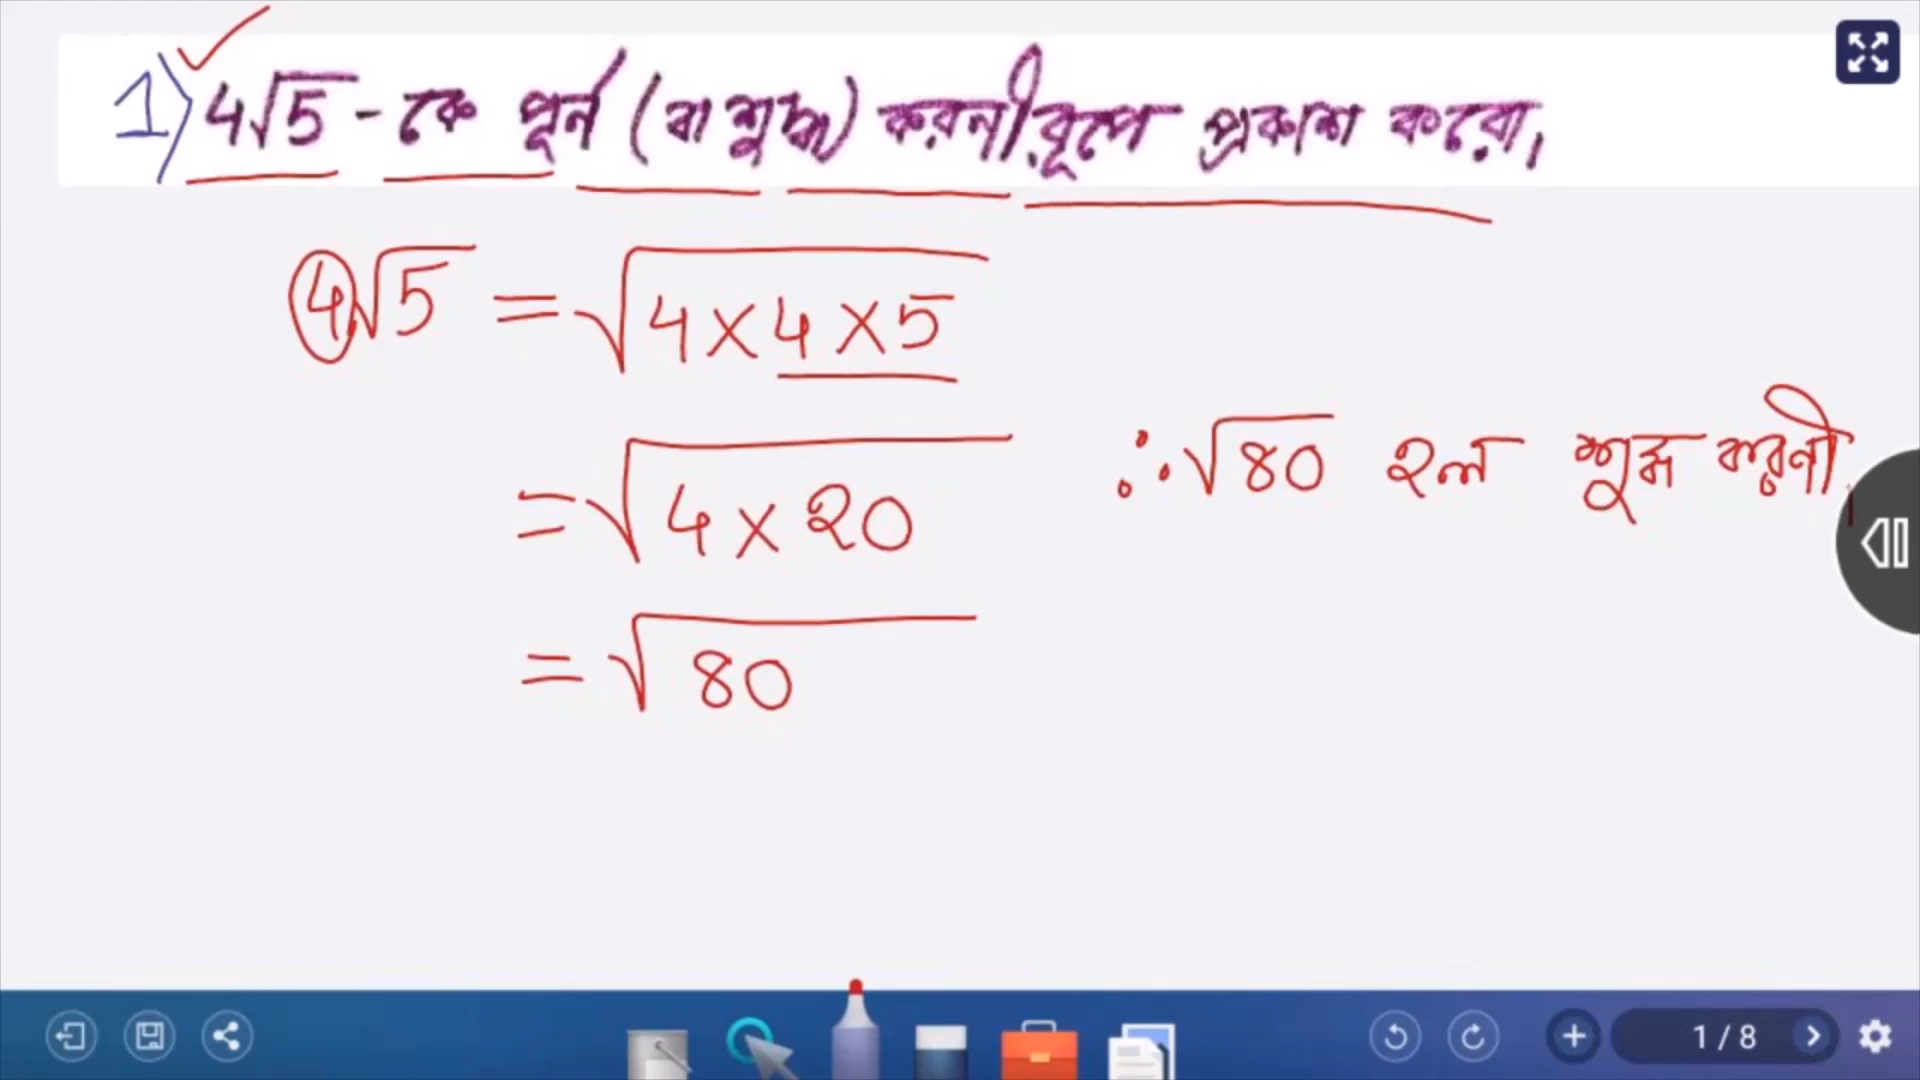 1) 4√5 - কে পূর্ন (বা শুদ্ধ) করনী রূপে প্রকাশ করো।
4√5 = √4×4×5
= √4×20
∴ √80 হল শুদ্ধ করনী।
= √80
1 / 8